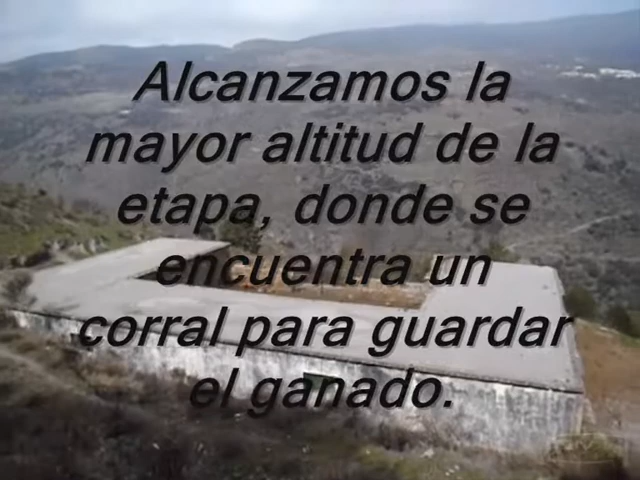 Alcanzamos la
mayor altitud de la
etapa, donde se
encuentra un
corral para guardar
el ganado.